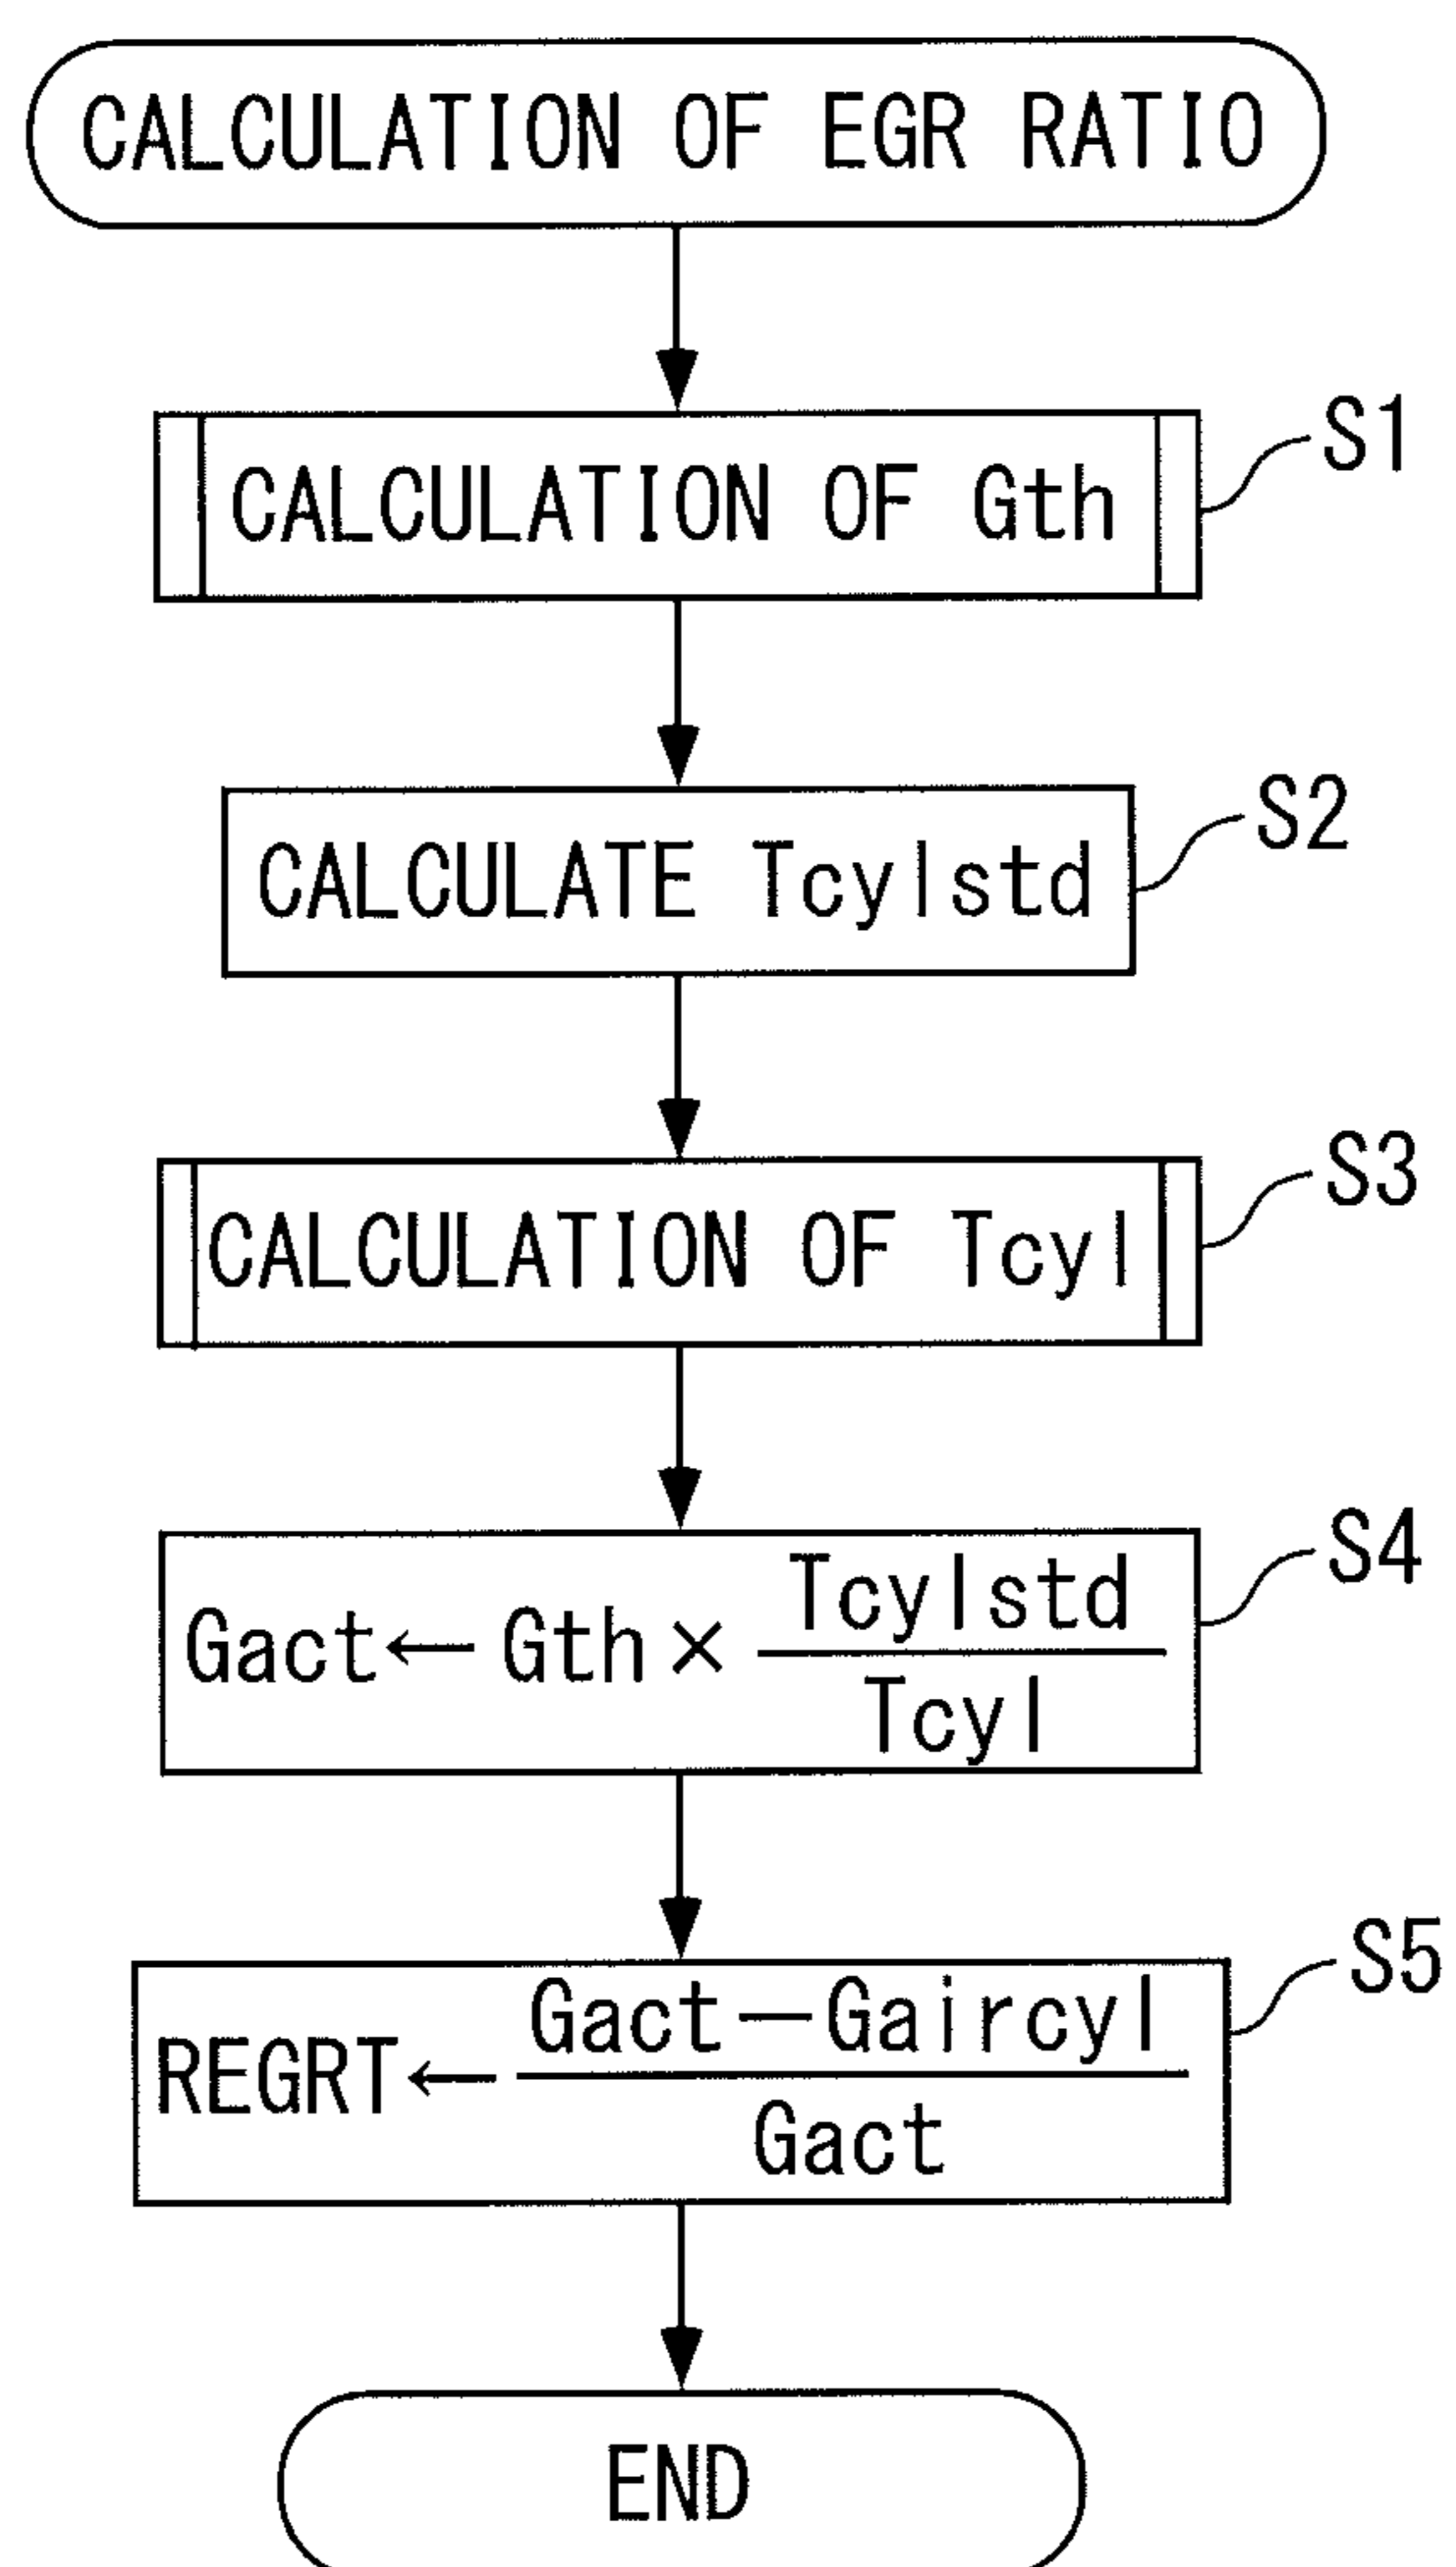 CALCULATION OF EGR RATIO
CALCULATION OF Gth
S1
CALCULATE Tcylstd
S2
CALCULATION OF Tcyl
S3
Gact←Gth×Tcylstd/Tcyl
S4
REGRT←Gact−Gaircyl/Gact
S5
END